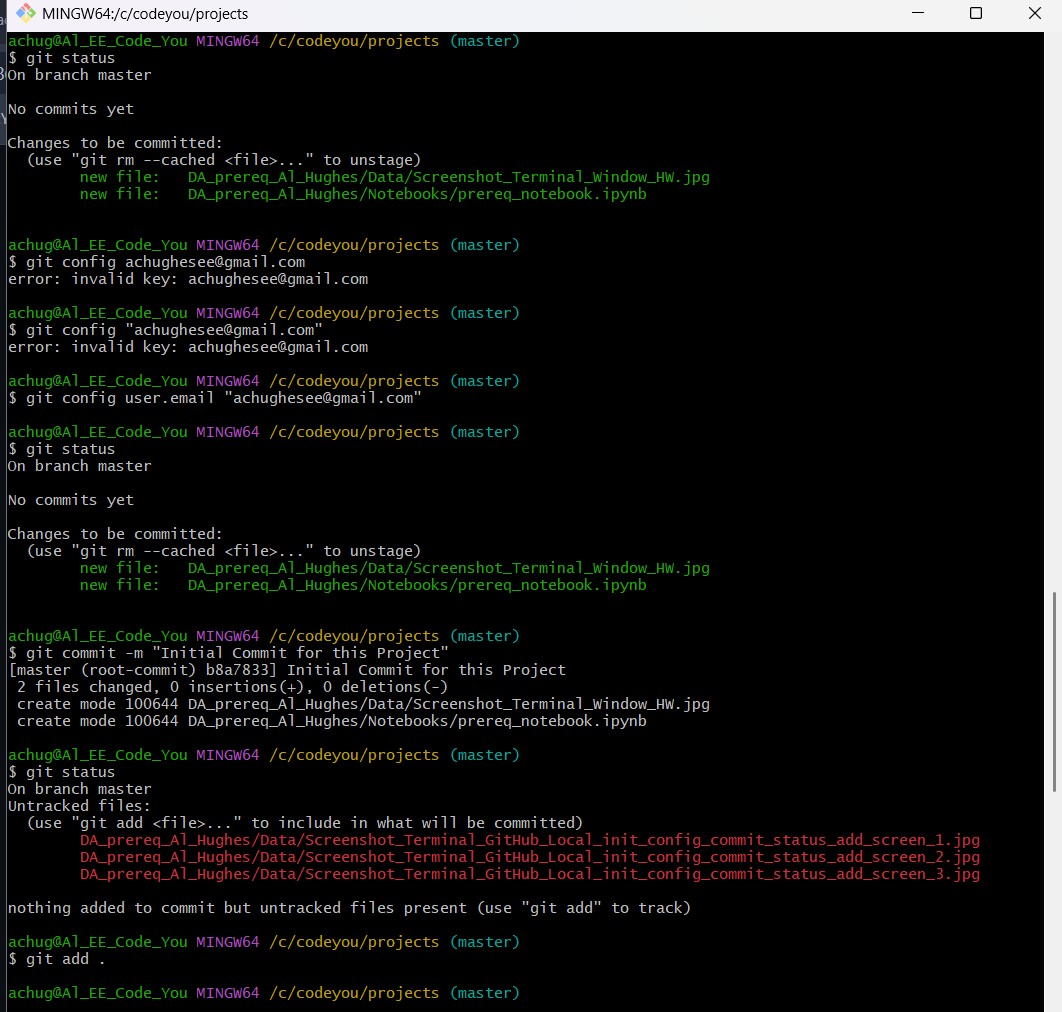 MINGW64:/c/codeyou/projects
achug@Al_EE_Code_You MINGW64 /c/codeyou/projects (master)
$ git status
On branch master
No commits yet
Changes to be committed:
  (use "git rm --cached <file>..." to unstage)
        new file:   DA_prereq_Al_Hughes/Data/Screenshot_Terminal_Window_HW.jpg
        new file:   DA_prereq_Al_Hughes/Notebooks/prereq_notebook.ipynb
achug@Al_EE_Code_You MINGW64 /c/codeyou/projects (master)
$ git config achughesee@gmail.com
error: invalid key: achughesee@gmail.com
achug@Al_EE_Code_You MINGW64 /c/codeyou/projects (master)
$ git config "achughesee@gmail.com"
error: invalid key: achughesee@gmail.com
achug@Al_EE_Code_You MINGW64 /c/codeyou/projects (master)
$ git config user.email "achughesee@gmail.com"
achug@Al_EE_Code_You MINGW64 /c/codeyou/projects (master)
$ git status
On branch master
No commits yet
Changes to be committed:
  (use "git rm --cached <file>..." to unstage)
        new file:   DA_prereq_Al_Hughes/Data/Screenshot_Terminal_Window_HW.jpg
        new file:   DA_prereq_Al_Hughes/Notebooks/prereq_notebook.ipynb
achug@Al_EE_Code_You MINGW64 /c/codeyou/projects (master)
$ git commit -m "Initial Commit for this Project"
[master (root-commit) b8a7833] Initial Commit for this Project
 2 files changed, 0 insertions(+), 0 deletions(-)
 create mode 100644 DA_prereq_Al_Hughes/Data/Screenshot_Terminal_Window_HW.jpg
 create mode 100644 DA_prereq_Al_Hughes/Notebooks/prereq_notebook.ipynb
achug@Al_EE_Code_You MINGW64 /c/codeyou/projects (master)
$ git status
On branch master
Untracked files:
  (use "git add <file>..." to include in what will be committed)
        DA_prereq_Al_Hughes/Data/Screenshot_Terminal_GitHub_Local_init_config_commit_status_add_screen_1.jpg
        DA_prereq_Al_Hughes/Data/Screenshot_Terminal_GitHub_Local_init_config_commit_status_add_screen_2.jpg
        DA_prereq_Al_Hughes/Data/Screenshot_Terminal_GitHub_Local_init_config_commit_status_add_screen_3.jpg
nothing added to commit but untracked files present (use "git add" to track)
achug@Al_EE_Code_You MINGW64 /c/codeyou/projects (master)
$ git add .
achug@Al_EE_Code_You MINGW64 /c/codeyou/projects (master)